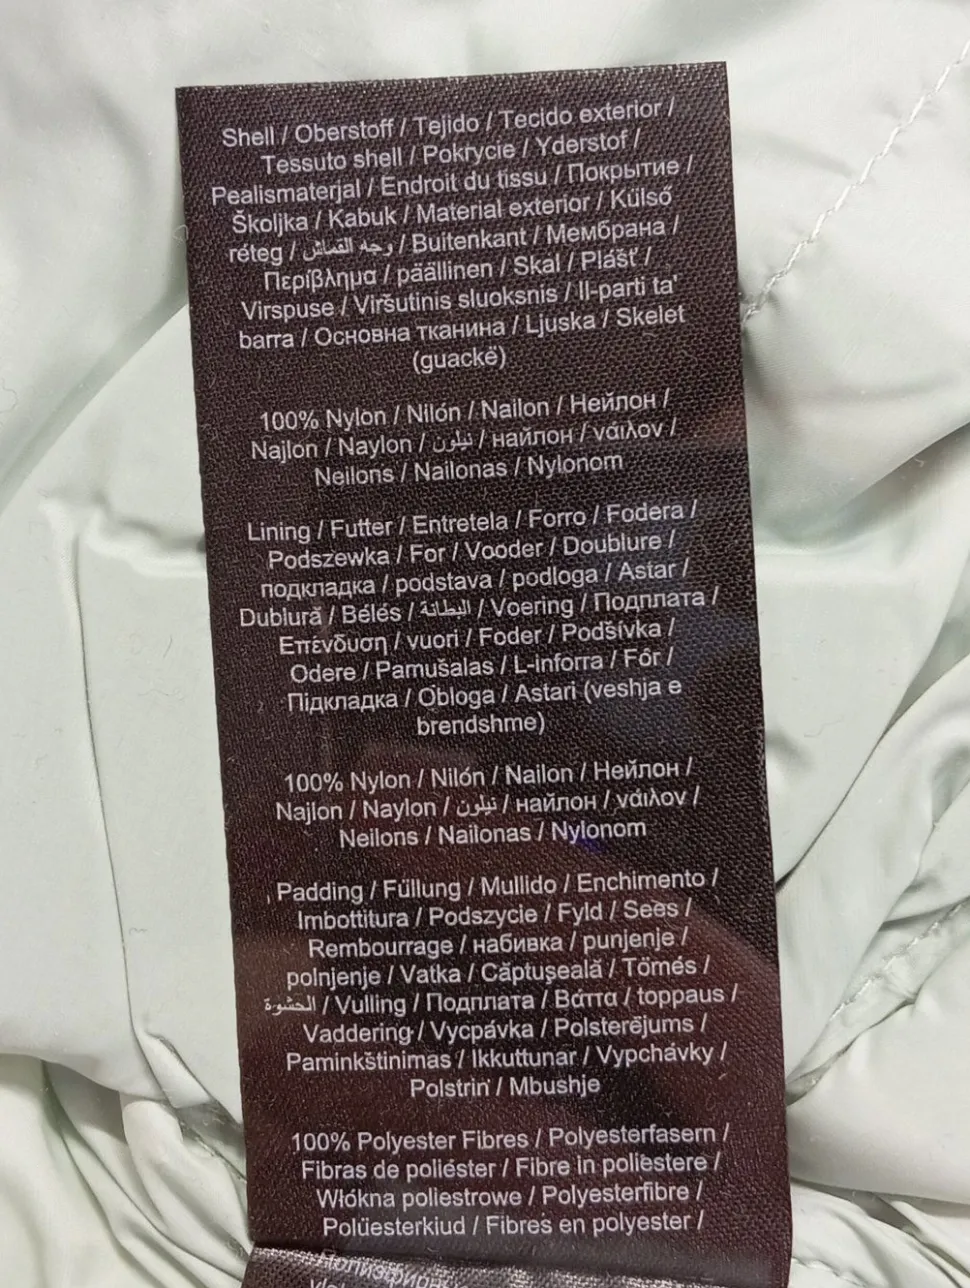 Shell / Oberstoff / Tejido / Tecido exterior /
Tessuto shell / Pokrycie / Yderstof /
Pealismaterjal / Endroit du tissu / Покрытие /
Školjka / Kabuk / Material exterior / Külső
réteg / وجه القماش / Buitenkant / Мембрана /
Περίβλημα / päällinen / Skal / Plášť /
Virspuse / Viršutinis sluoksnis / Il-parti ta'
barra / Основна тканина / Ljuska / Skelet
(guackë)
100% Nylon / Nilón / Nailon / Нейлон /
Najlon / Naylon / نيلون / найлон / νάιλον /
Neilons / Nailonas / Nylonom
Lining / Futter / Entretela / Forro / Fodera /
Podszewka / For / Vooder / Doublure /
подкладка / podstava / podloga / Astar /
Dublură / Bélés / البطانة / Voering / Подплата /
Επένδυση / vuori / Foder / Podšívka /
Odere / Pamušalas / L-inforra / Fôr /
Підкладка / Obloga / Astari (veshja e
brendshme)
100% Nylon / Nilón / Nailon / Нейлон /
Najlon / Naylon / نيلون / найлон / νάιλον /
Neilons / Nailonas / Nylonom
Padding / Füllung / Mullido / Enchimento /
Imbottitura / Podszycie / Fyld / Sees /
Rembourrage / набивка / punjenje /
polnjenje / Vatka / Căptușeală / Tömés /
الحشوة / Vulling / Подплата / Βάττα / toppaus /
Vaddering / Vycpávka / Polsterējums /
Paminkštinimas / Ikkuttunar / Vypchávky /
Polstrin / Mbushje
100% Polyester Fibres / Polyesterfasern /
Fibras de poliéster / Fibre in poliestere /
Włókna poliestrowe / Polyesterfibre /
Polüesterkiud / Fibres en polyester /